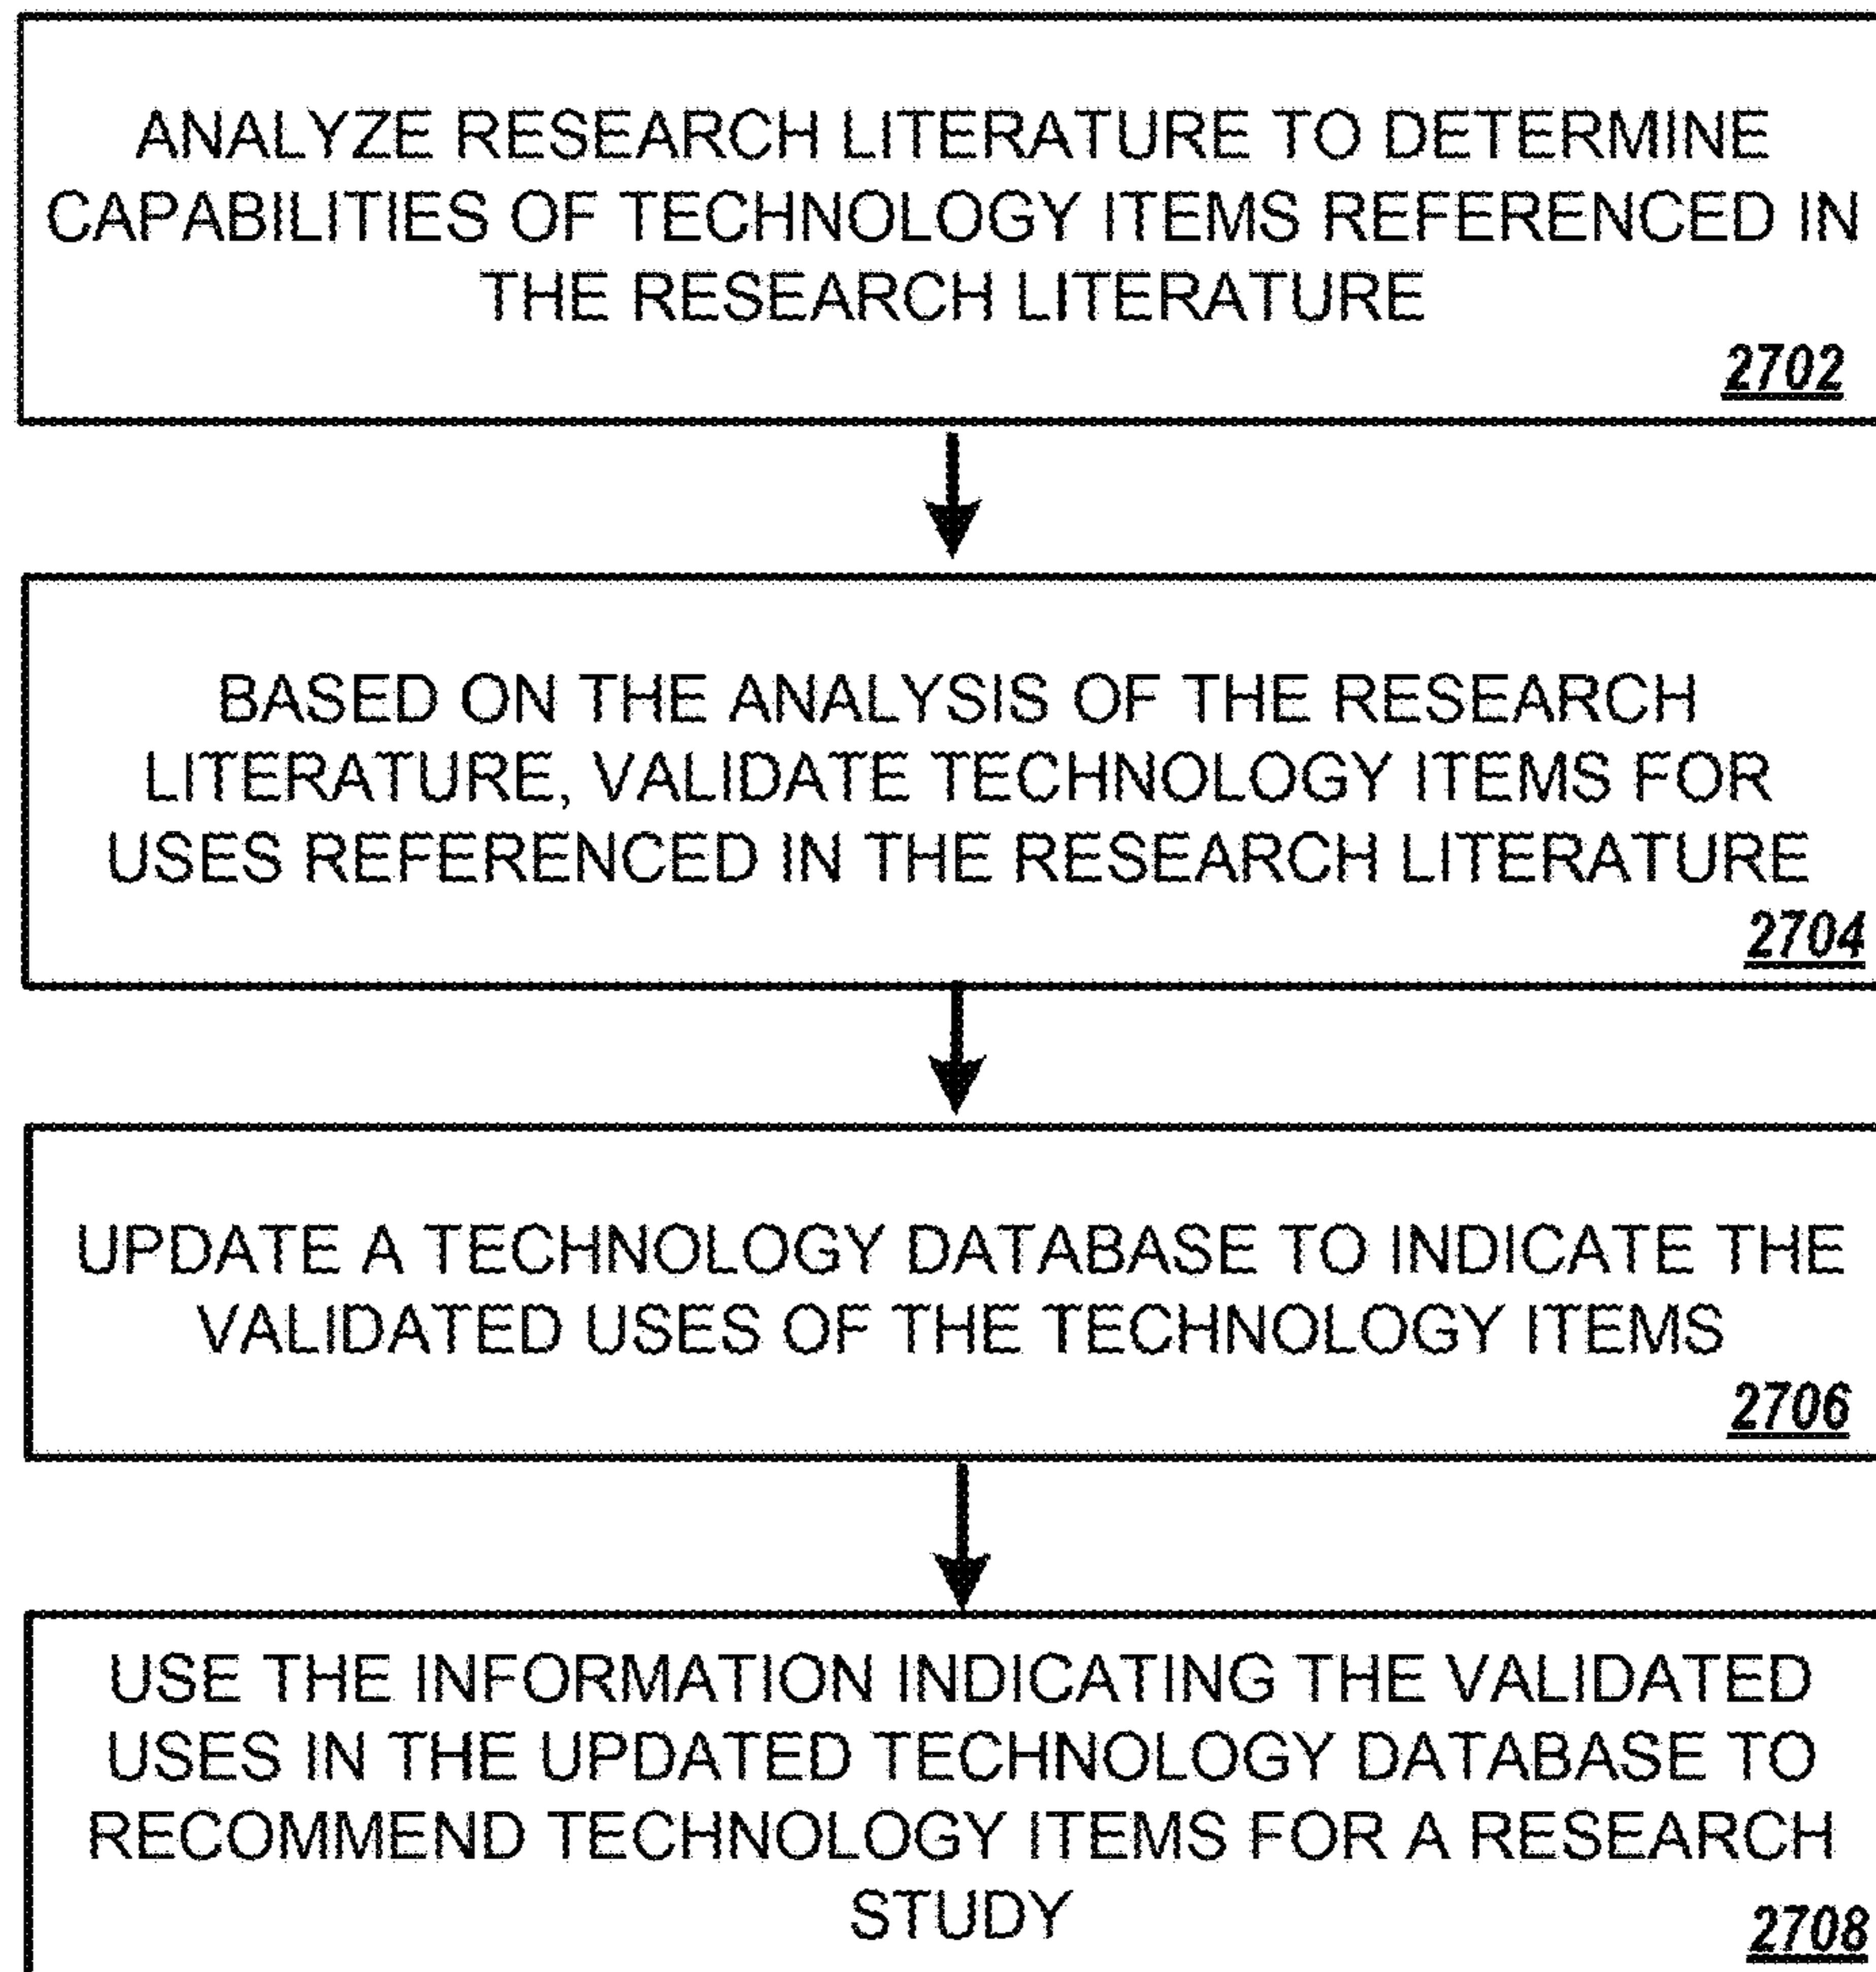 ANALYZE RESEARCH LITERATURE TO DETERMINE
CAPABILITIES OF TECHNOLOGY ITEMS REFERENCED IN
THE RESEARCH LITERATURE
2702
BASED ON THE ANALYSIS OF THE RESEARCH
LITERATURE, VALIDATE TECHNOLOGY ITEMS FOR
USES REFERENCED IN THE RESEARCH LITERATURE
2704
UPDATE A TECHNOLOGY DATABASE TO INDICATE THE
VALIDATED USES OF THE TECHNOLOGY ITEMS
2706
USE THE INFORMATION INDICATING THE VALIDATED
USES IN THE UPDATED TECHNOLOGY DATABASE TO
RECOMMEND TECHNOLOGY ITEMS FOR A RESEARCH
STUDY
2708